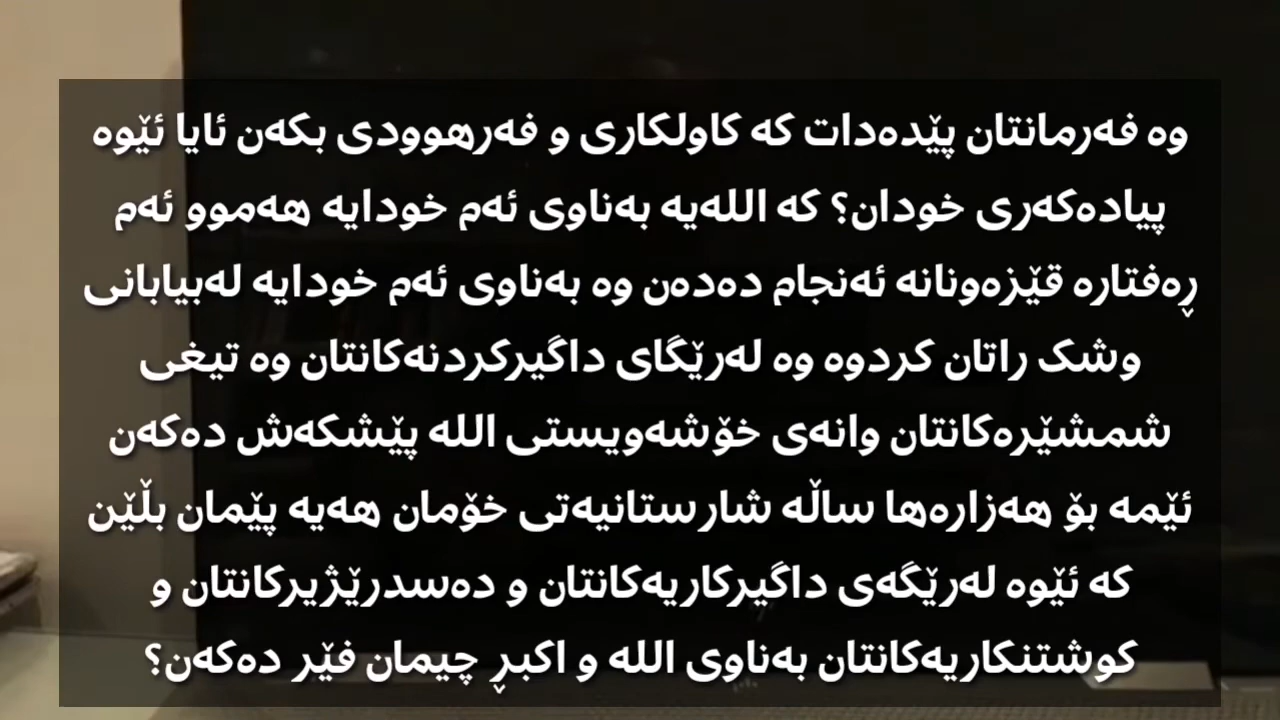 وە فەرمانتان پێدەدات کە کاولکاری و فەرهوودی بکەن ئایا ئێوە
پیادەکەری خودان؟ کە اللەیە بەناوی ئەم خودایە هەموو ئەم
ڕەفتارە قێزەونانە ئەنجام دەدەن وە بەناوی ئەم خودایە لەبیابانی
وشک راتان کردوە وە لەرێگای داگیرکردنەکانتان وە تیغی
شمشێرەکانتان وانەی خۆشەویستی اللە پێشکەش دەکەن
ئێمە بۆ هەزارەها ساڵە شارستانیەتی خۆمان هەیە پێمان بڵێن
کە ئێوە لەرێگەی داگیرکاریەکانتان و دەسدرێژیرکانتان و
کوشتنکاریەکانتان بەناوی اللە و اکبڕ چیمان فێر دەکەن؟